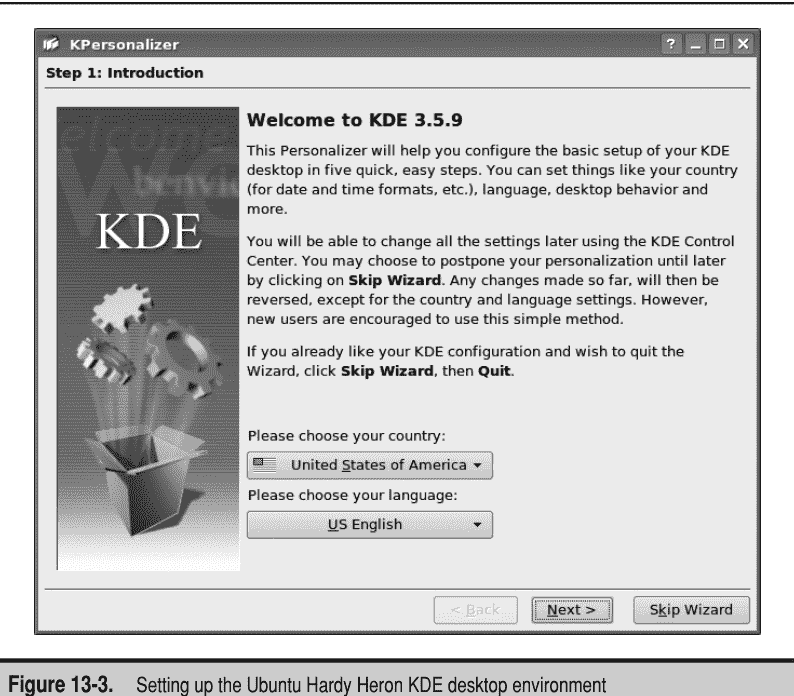 KPersonalizer
Step 1: Introduction
elcome
benvi
KDE
Welcome to KDE 3.5.9
This Personalizer will help you configure the basic setup of your KDE
desktop in five quick, easy steps. You can set things like your country
(for date and time formats, etc.), language, desktop behavior and
more.
You will be able to change all the settings later using the KDE Control
Center. You may choose to postpone your personalization until later
by clicking on Skip Wizard. Any changes made so far, will then be
reversed, except for the country and language settings. However,
new users are encouraged to use this simple method.
If you already like your KDE configuration and wish to quit the
Wizard, click Skip Wizard, then Quit.
Please choose your country:
United States of America
Please choose your language:
US English
< Back
Next >
Skip Wizard
Figure 13-3. Setting up the Ubuntu Hardy Heron KDE desktop environment